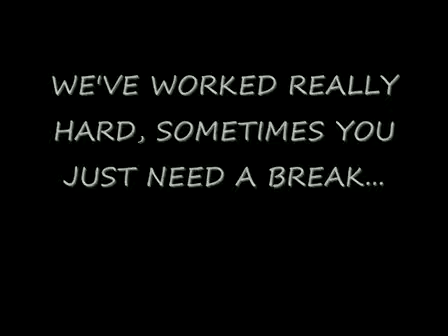 WE'VE WORKED REALLY
HARD, SOMETIMES YOU
JUST NEED A BREAK...